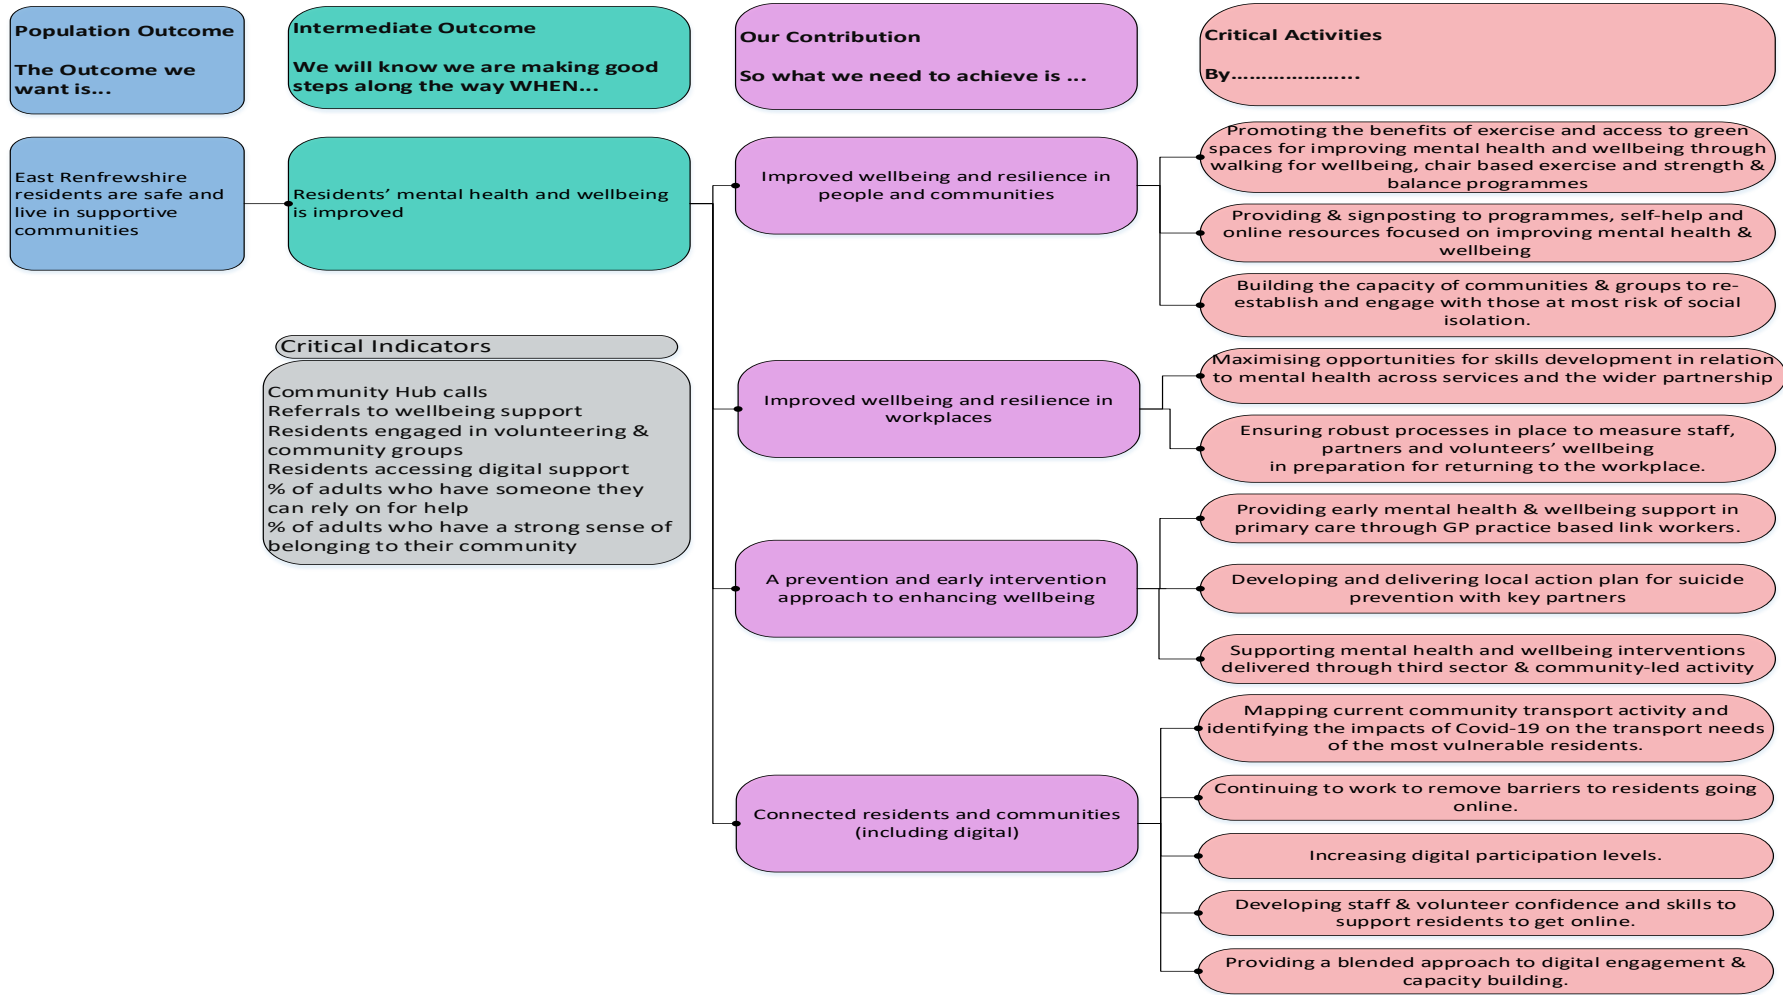 Population Outcome
The Outcome we
want is...
Intermediate Outcome
We will know we are making good
steps along the way WHEN...
Our Contribution
So what we need to achieve is ...
Critical Activities
By...................
East Renfrewshire
residents are safe and
live in supportive
communities
Residents’ mental health and wellbeing
is improved
Critical Indicators
Community Hub calls
Referrals to wellbeing support
Residents engaged in volunteering &
community groups
Residents accessing digital support
% of adults who have someone they
can rely on for help
% of adults who have a strong sense of
belonging to their community
Improved wellbeing and resilience in
people and communities
Promoting the benefits of exercise and access to green
spaces for improving mental health and wellbeing through
walking for wellbeing, chair based exercise and strength &
balance programmes
Providing & signposting to programmes, self-help and
online resources focused on improving mental health &
wellbeing
Building the capacity of communities & groups to re-
establish and engage with those at most risk of social
isolation.
Improved wellbeing and resilience in
workplaces
Maximising opportunities for skills development in relation
to mental health across services and the wider partnership
Ensuring robust processes in place to measure staff,
partners and volunteers’ wellbeing
in preparation for returning to the workplace.
A prevention and early intervention
approach to enhancing wellbeing
Providing early mental health & wellbeing support in
primary care through GP practice based link workers.
Developing and delivering local action plan for suicide
prevention with key partners
Supporting mental health and wellbeing interventions
delivered through third sector & community-led activity
Connected residents and communities
(including digital)
Mapping current community transport activity and
identifying the impacts of Covid-19 on the transport needs
of the most vulnerable residents.
Continuing to work to remove barriers to residents going
online.
Increasing digital participation levels.
Developing staff & volunteer confidence and skills to
support residents to get online.
Providing a blended approach to digital engagement &
capacity building.